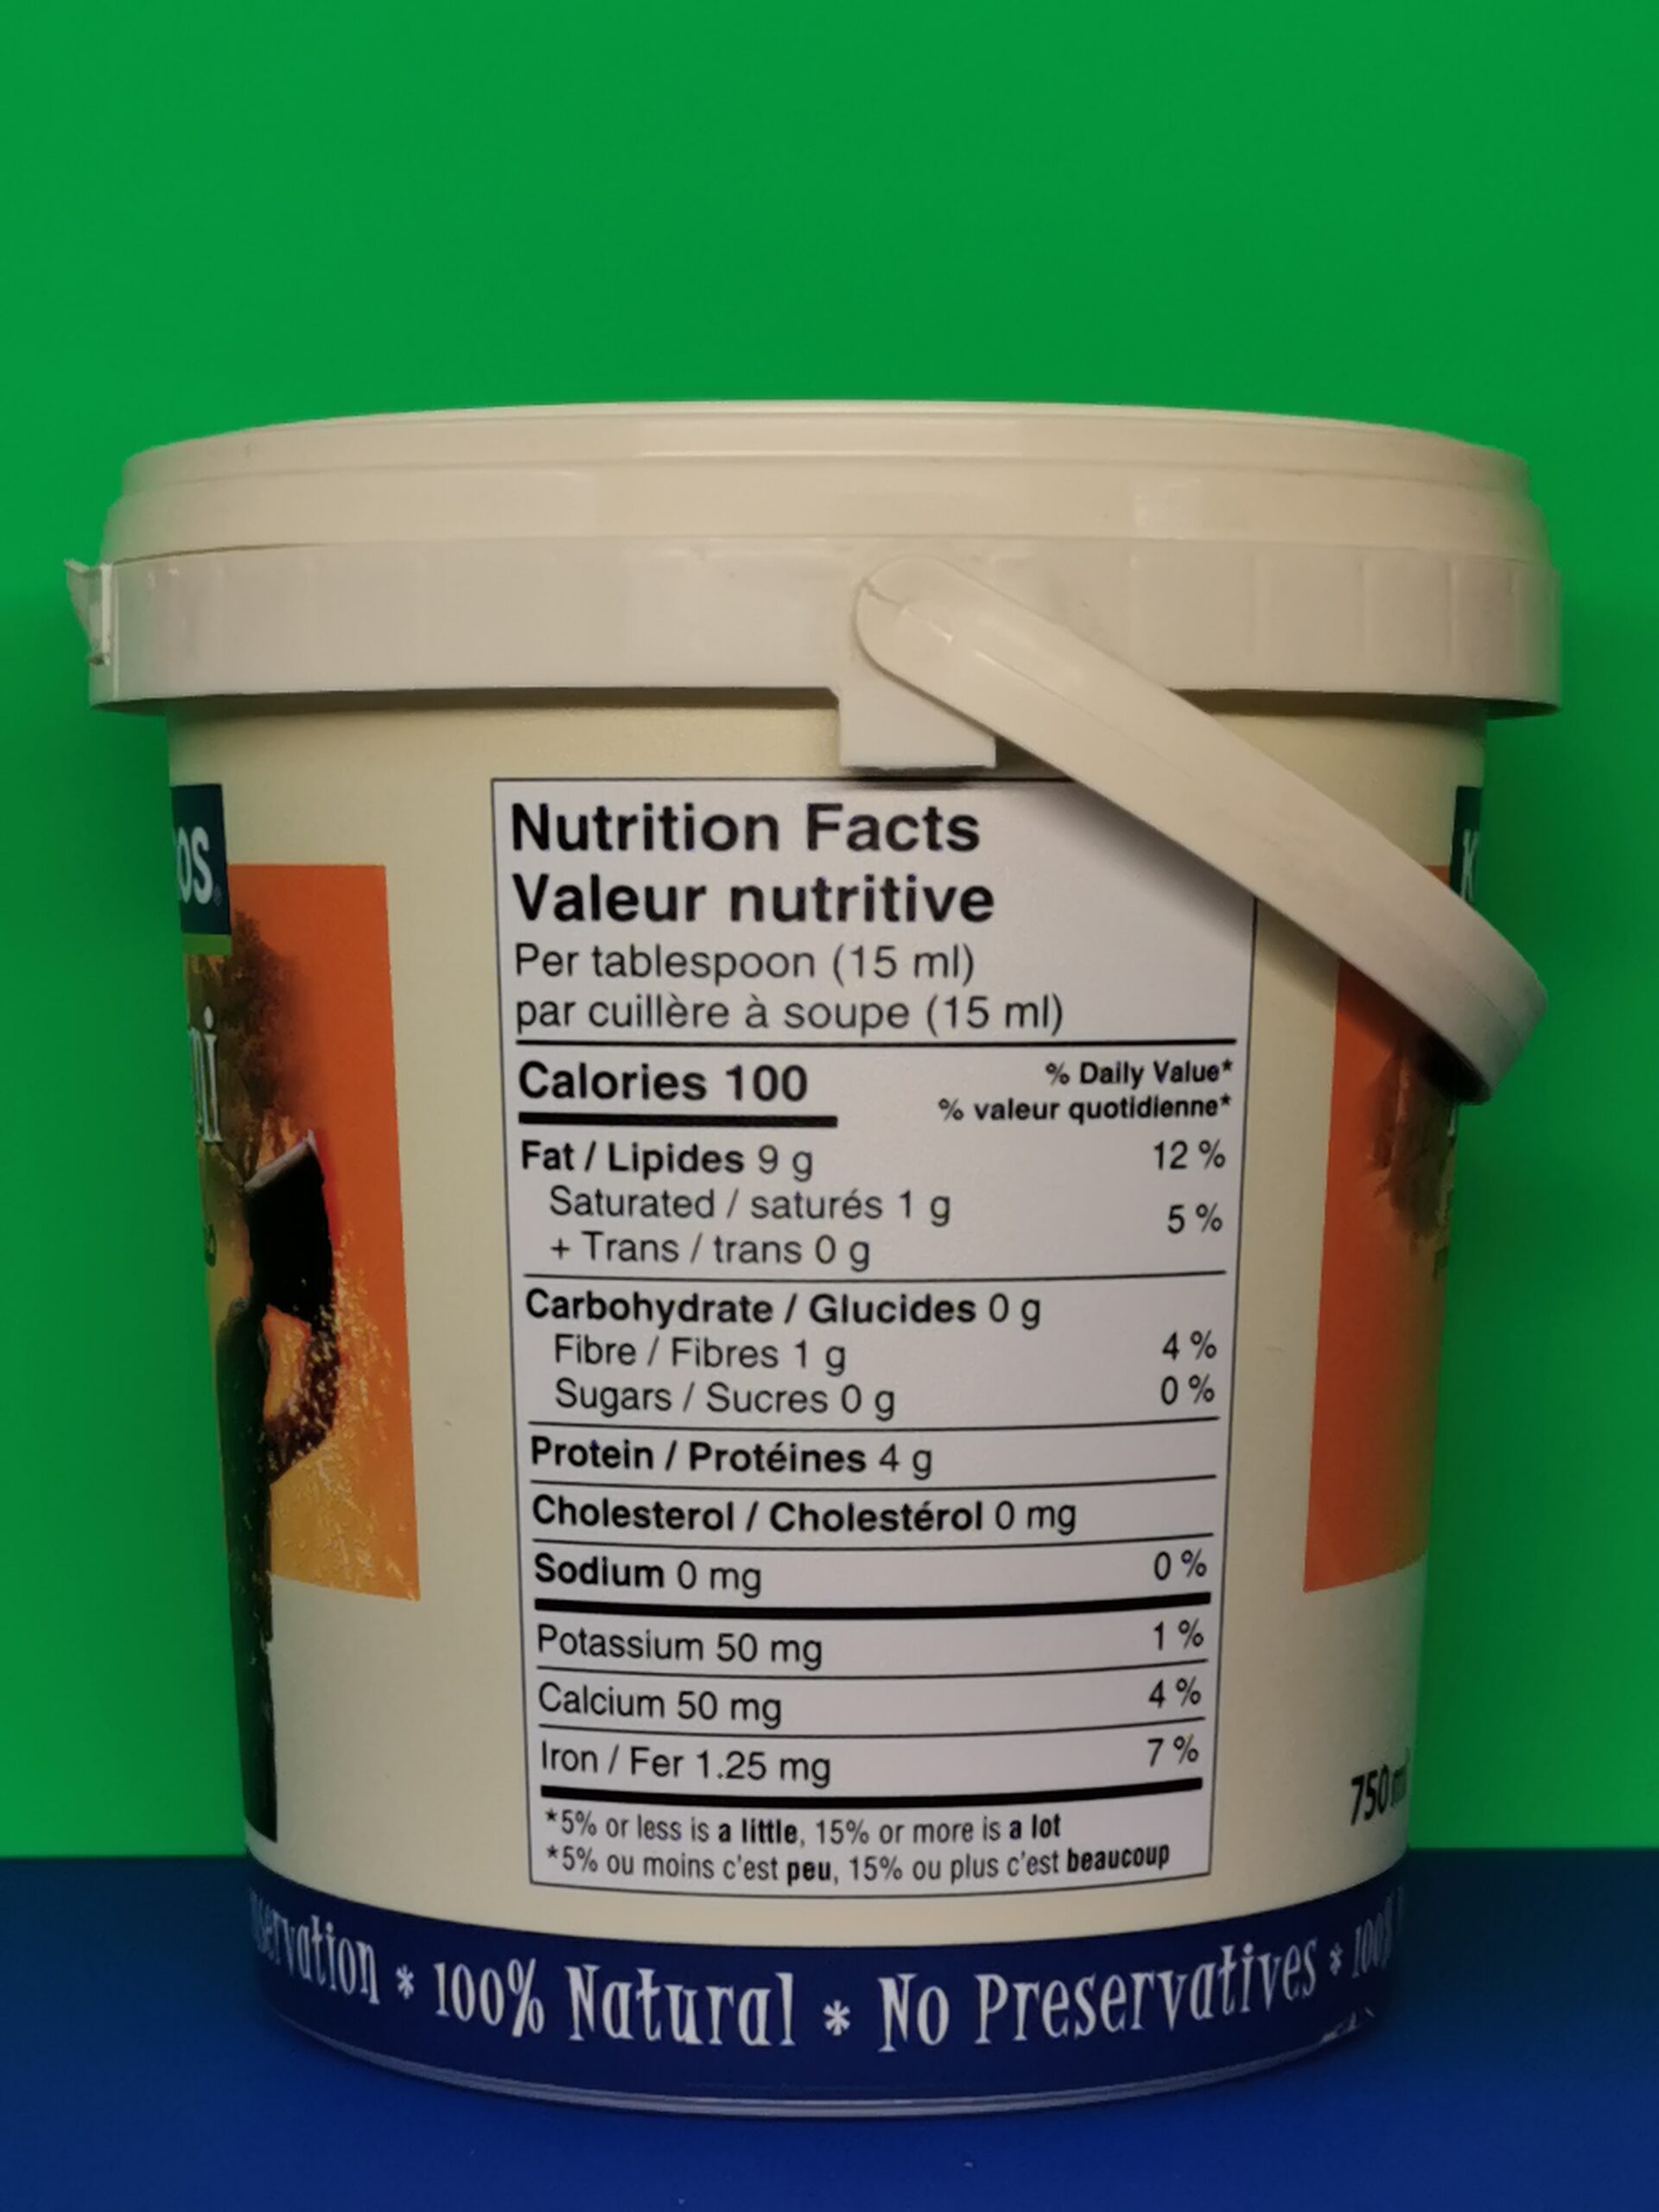 Nutrition Facts
Valeur nutritive
Per tablespoon (15 ml)
par cuillère à soupe (15 ml)
Calories 100
% Daily Value*
% valeur quotidienne*
Fat / Lipides 9 g 12 %
Saturated / saturés 1 g
+ Trans / trans 0 g 5 %
Carbohydrate / Glucides 0 g
Fibre / Fibres 1 g 4 %
Sugars / Sucres 0 g 0 %
Protein / Protéines 4 g
Cholesterol / Cholestérol 0 mg
Sodium 0 mg 0 %
Potassium 50 mg 1 %
Calcium 50 mg 4 %
Iron / Fer 1.25 mg 7 %
*5% or less is a little, 15% or more is a lot
*5% ou moins c'est peu, 15% ou plus c'est beaucoup
750
* 100% Natural * No Preservatives * 100%